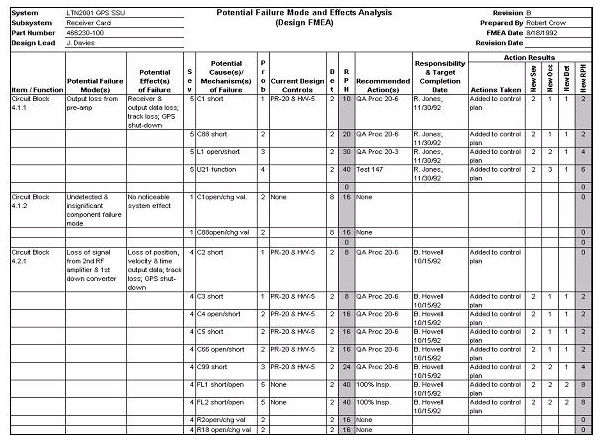 Potential Failure Mode and Effects Analysis
(Design FMEA)
System LTN2001 GPS SSU
Subsystem Receiver Card
Part Number 466230-100
Design Lead J. Davies
Revision B
Prepared By Robert Crow
FMEA Date 8/18/1992
Revision Date
Action Results
Item / Function Potential Failure Mode(s) Potential Effect(s) of Failure Sev Potential Cause(s)/ Mechanism(s) of Failure Prob Current Design Controls Det RPN Recommended Action(s) Responsibility & Target Completion Date Actions Taken New Sev New Occ New Det New RPN
Circuit Block 4.1.1 Output loss from pre-amp Receiver & output data loss; track loss; GPS shut-down 5 C1 short 1 PR-20 & HW-5 2 10 QA Proc 20-6 R. Jones, 11/30/92 Added to control plan 2 1 1 2
5 C88 short 2 2 20 QA Proc 20-6 R. Jones, 11/30/92 Added to control plan 2 1 1 2
5 L1 open/short 3 2 30 QA Proc 20-3 R. Jones, 11/30/92 Added to control plan 2 2 1 4
5 U21 function 4 2 40 Test 147 R. Jones, 11/30/92 Added to control plan 2 3 1 6
0 0
Circuit Block 4.1.2 Undetected & insignificant component failure mode No noticeable system effect 1 C1open/chg val. 2 None 8 16 None 0
1 C88open/chg val 2 None 8 16 None 0
0 0
Circuit Block 4.2.1 Loss of signal from 2nd RF amplifier & 1st down converter Loss of position, velocity & time output data; track loss; GPS shut-down 4 C2 short 1 PR-20 & HW-5 2 8 QA Proc 20-6 B. Howell 10/15/92 Added to control plan 0
4 C3 short 1 PR-20 & HW-5 2 8 QA Proc 20-6 B. Howell 10/15/92 Added to control plan 2 1 1 2
4 C4 open/short 2 PR-20 & HW-5 2 16 QA Proc 20-6 B. Howell 10/15/92 Added to control plan 2 1 1 2
4 C5 short 2 PR-20 & HW-5 2 16 QA Proc 20-6 B. Howell 10/15/92 Added to control plan 2 1 1 2
4 C66 open/short 2 PR-20 & HW-5 2 16 QA Proc 20-6 B. Howell 10/15/92 Added to control plan 2 1 1 2
4 C99 short 3 PR-20 & HW-5 2 24 QA Proc 20-6 B. Howell 10/15/92 Added to control plan 2 2 1 4
4 FL1 short/open 5 None 2 40 100% Insp. B. Howell 10/15/92 Added to control plan 2 2 2 8
4 FL2 short/open 5 None 2 40 100% Insp. B. Howell 10/15/92 Added to control plan 2 2 2 8
4 R2open/chg val 2 None 2 16 None 0
4 R18 open/chg val 2 None 2 16 None 0